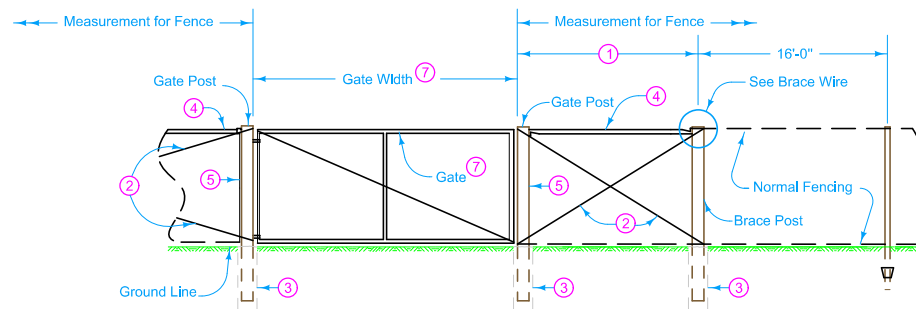 Measurement for Fence
Measurement for Fence
1
16'-0"
Gate Post
Gate Width 7
See Brace Wire
4
Gate Post
4
2
5
Gate 7
5
2
Normal Fencing
Brace Post
Ground Line
3
3
3